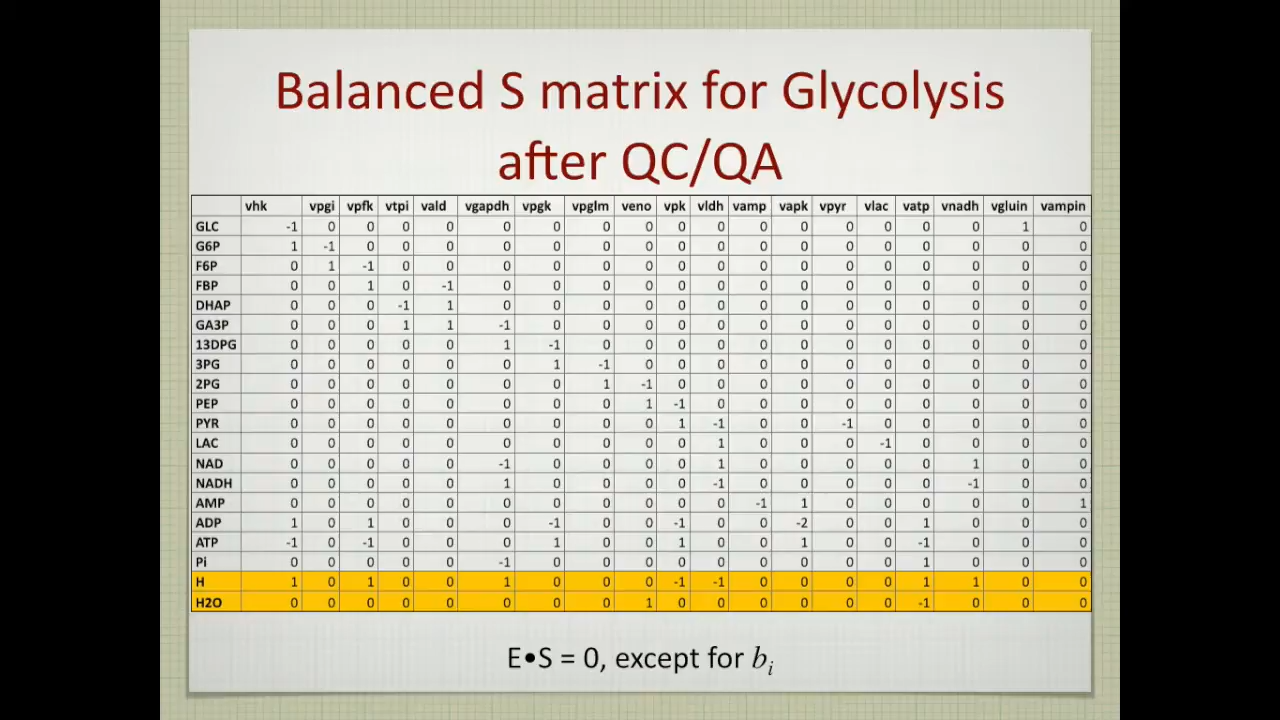 Balanced S matrix for Glycolysis
after QC/QA
vhk vpgi vpfk vtpi vald vgapdh vpgk vpglm veno vpk vldh vamp vapk vpyr vlac vatp vnadh vgluin vampin
GLC -1 0 0 0 0 0 0 0 0 0 0 0 0 0 0 0 0 1 0
G6P 1 -1 0 0 0 0 0 0 0 0 0 0 0 0 0 0 0 0 0
F6P 0 1 -1 0 0 0 0 0 0 0 0 0 0 0 0 0 0 0 0
FBP 0 0 1 0 -1 0 0 0 0 0 0 0 0 0 0 0 0 0 0
DHAP 0 0 0 -1 1 0 0 0 0 0 0 0 0 0 0 0 0 0 0
GA3P 0 0 0 1 1 -1 0 0 0 0 0 0 0 0 0 0 0 0 0
13DPG 0 0 0 0 0 1 -1 0 0 0 0 0 0 0 0 0 0 0 0
3PG 0 0 0 0 0 0 1 -1 0 0 0 0 0 0 0 0 0 0 0
2PG 0 0 0 0 0 0 0 1 -1 0 0 0 0 0 0 0 0 0 0
PEP 0 0 0 0 0 0 0 0 1 -1 0 0 0 0 0 0 0 0 0
PYR 0 0 0 0 0 0 0 0 0 1 -1 0 0 -1 0 0 0 0 0
LAC 0 0 0 0 0 0 0 0 0 0 1 0 0 0 -1 0 0 0 0
NAD 0 0 0 0 0 -1 0 0 0 0 1 0 0 0 0 0 1 0 0
NADH 0 0 0 0 0 1 0 0 0 0 -1 0 0 0 0 0 -1 0 0
AMP 0 0 0 0 0 0 0 0 0 0 0 -1 1 0 0 0 0 0 1
ADP 1 0 1 0 0 0 -1 0 0 -1 0 0 -2 0 0 1 0 0 0
ATP -1 0 -1 0 0 0 1 0 0 1 0 0 1 0 0 -1 0 0 0
Pi 0 0 0 0 0 -1 0 0 0 0 0 0 0 0 0 1 0 0 0
H 1 0 1 0 0 1 0 0 0 -1 -1 0 0 0 0 1 1 0 0
H2O 0 0 0 0 0 0 0 0 1 0 0 0 0 0 0 -1 0 0 0
E•S = 0, except for bi